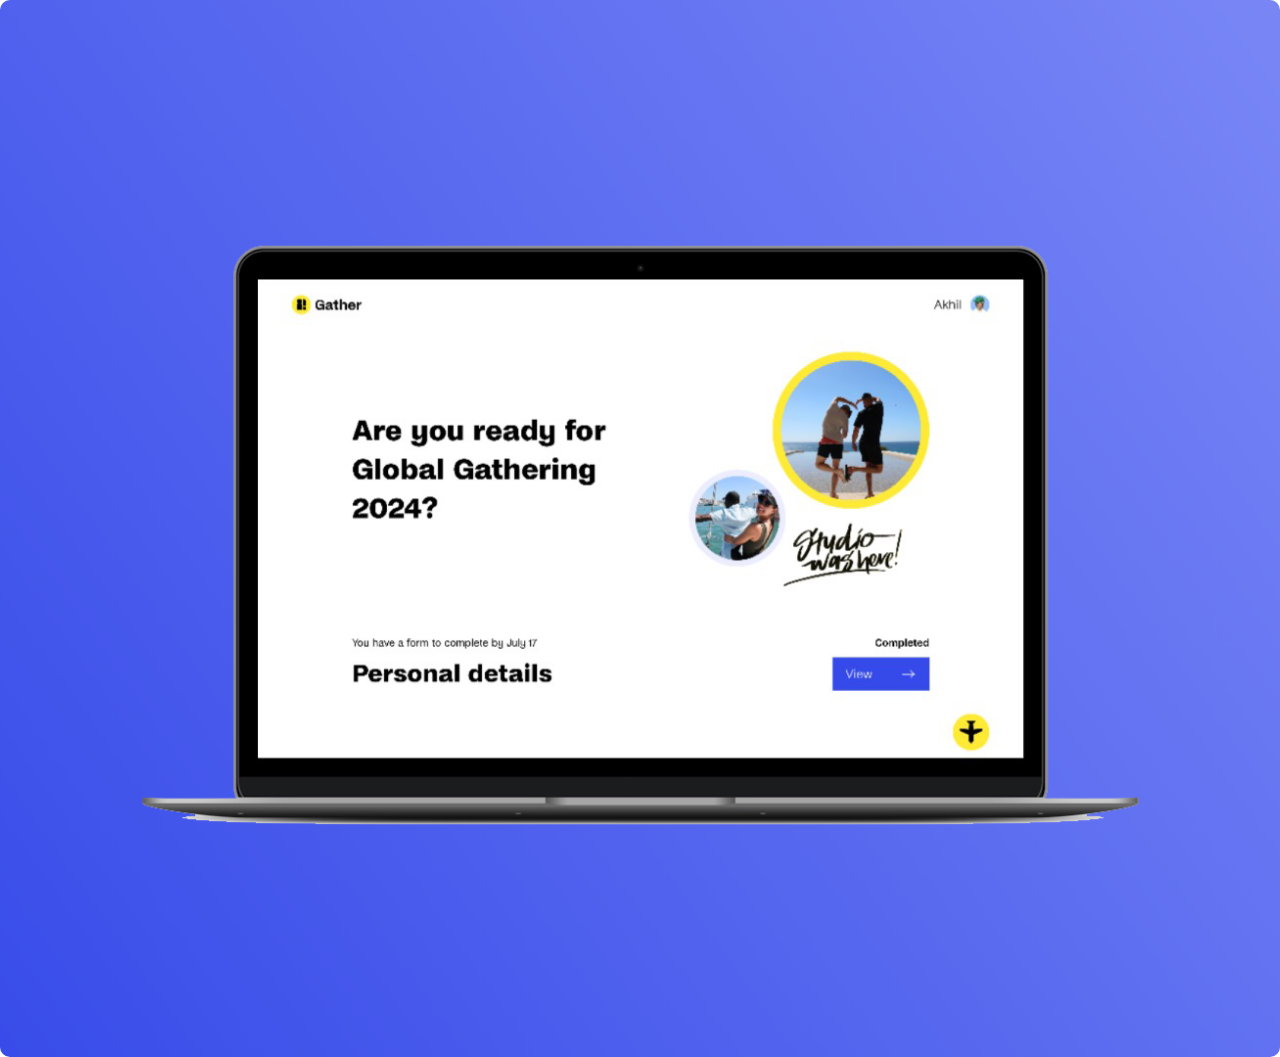 Gather
Akhil
Are you ready for
Global Gathering
2024?
Studio
was here!
You have a form to complete by July 17
Personal details
Completed
View